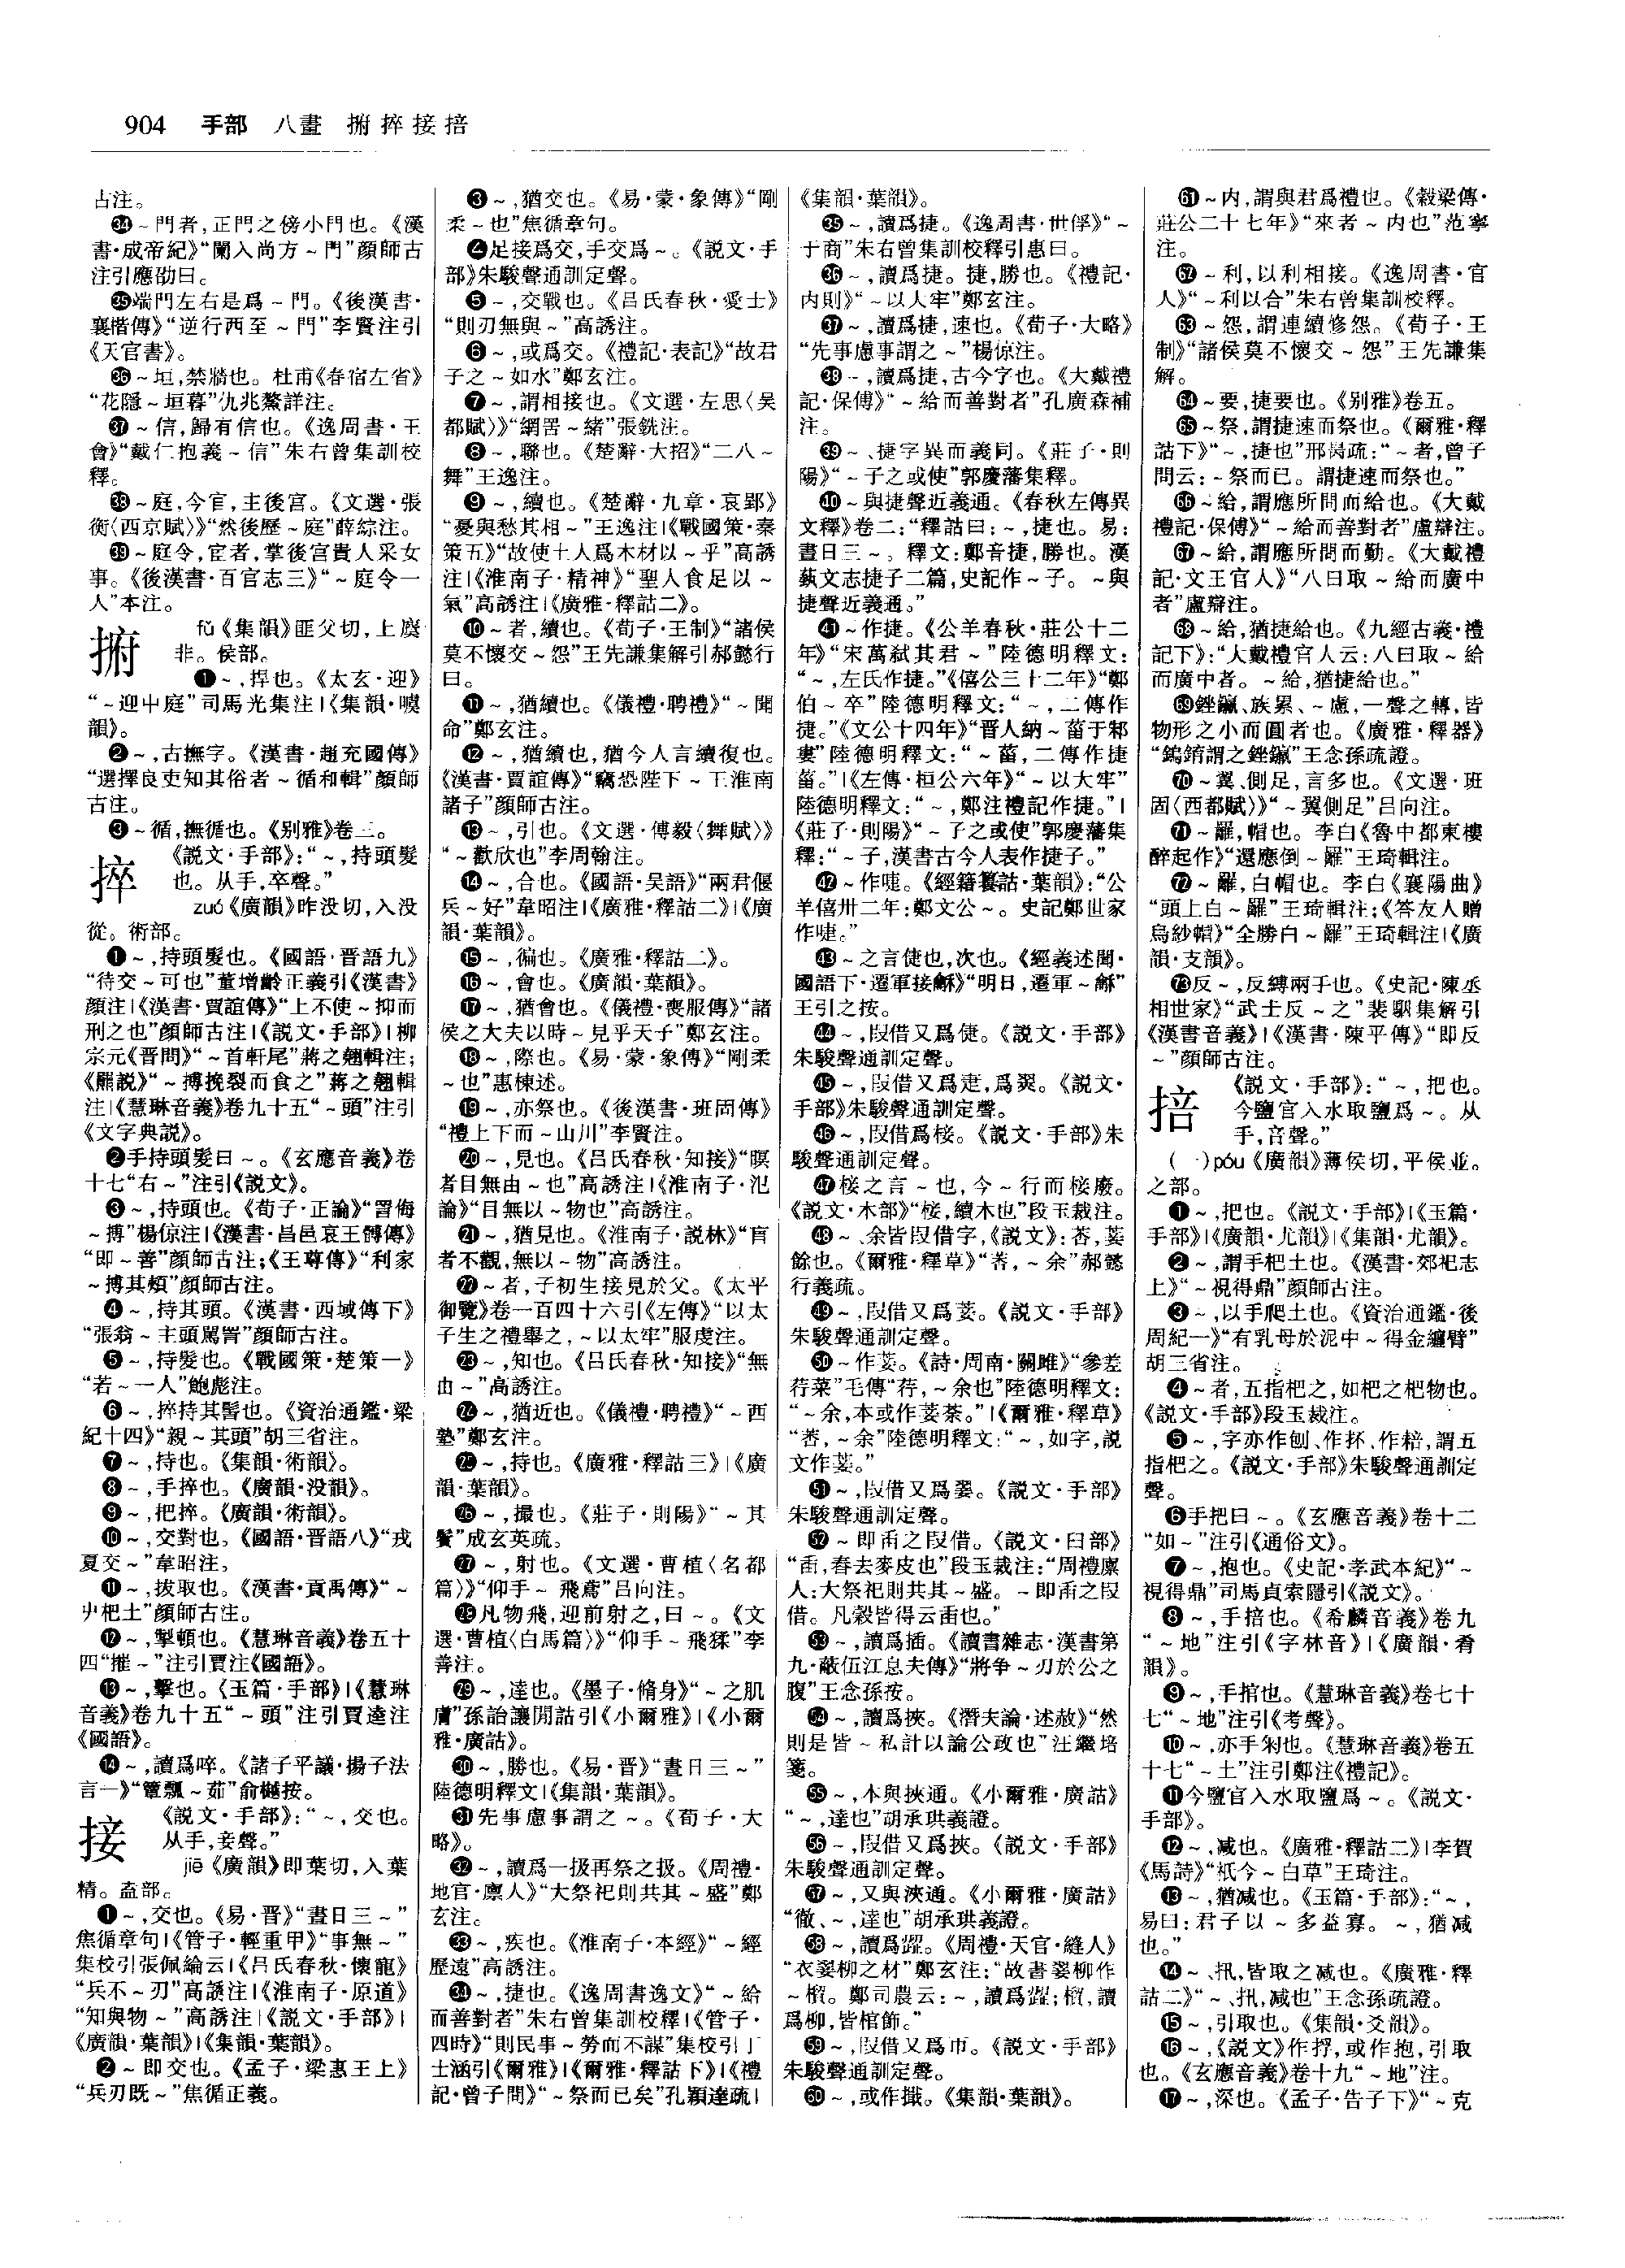 904 手部 八畫 捬捽接掊
占注。
㉞~門者,正門之傍小門也。《漢
書·成帝紀》“闌入尚方~門”顏師古
注引應劭曰。
㉟端門左右是爲~門。《後漢書·
襄楷傳》“逆行西至~門”李賢注引
《天官書》。
㊱~垣,禁牆也。杜甫《春宿左省》
“花隱~垣暮”仇兆鰲詳注。
㊲~信,歸有信也。《逸周書·王
會》“戴仁抱義~信”朱右曾集訓校
釋。
㊳~庭,今官,主後宮。《文選·張
衡〈西京賦〉》“然後歷~庭”薛綜注。
㊴~庭令,宦者,掌後宮貴人采女
事。《後漢書·百官志三》“~庭令一
人”本注。
捬 fǔ《集韻》匪父切,上麌
非。侯部。
❶~,捍也。《太玄·迎》
“~迎中庭”司馬光集注|《集韻·噳
韻》。
❷~,古撫字。《漢書·趙充國傳》
“選擇良吏知其俗者~循和輯”顏師
古注。
❸~循,撫循也。《别雅》卷三。
捽 《説文·手部》:“~,持頭髮
也。从手,卒聲。”
zuó《廣韻》昨没切,入没
從。術部。
❶~,持頭髮也。《國語·晋語九》
“待交~可也”董增齡正義引《漢書》
顏注|《漢書·賈誼傳》“上不使~抑而
刑之也”顏師古注|《説文·手部》|柳
宗元《晋問》“~首軒尾”蔣之翹輯注;
《羆説》“~搏挽裂而食之”蔣之翹輯
注|《慧琳音義》卷九十五“~頭”注引
《文字典説》。
❷手持頭髮曰~。《玄應音義》卷
十七“右~”注引《説文》。
❸~,持頭也。《荀子·正論》“詈侮
~搏”楊倞注|《漢書·昌邑哀王髆傳》
“即~善”顏師古注;《王尊傳》“利家
~搏其頰”顏師古注。
❹~,持其頭。《漢書·西域傳下》
“張翁~主頭罵詈”顏師古注。
❺~,持髮也。《戰國策·楚策一》
“若~一人”鮑彪注。
❻~,捽持其髻也。《資治通鑑·梁
紀十四》“親~其頭”胡三省注。
❼~,持也。《集韻·術韻》。
❽~,手捽也。《廣韻·没韻》。
❾~,把捽。《廣韻·術韻》。
❿~,交對也。《國語·晋語八》“戎
夏交~”韋昭注。
⓫~,拔取也。《漢書·貢禹傳》“~
屮杷土”顏師古注。
⓬~,掣頓也。《慧琳音義》卷五十
四“摧~”注引賈注《國語》。
⓭~,擊也。《玉篇·手部》|《慧琳
音義》卷九十五“~頭”注引賈逵注
《國語》。
⓮~,讀爲啐。《諸子平議·揚子法
言一》“簞瓢~茹”俞樾按。
接 《説文·手部》:“~,交也。
从手,妾聲。”
jiē《廣韻》即葉切,入葉
精。盍部。
❶~,交也。《易·晋》“晝日三~”
焦循章句|《管子·輕重甲》“事無~”
集校引張佩綸云|《吕氏春秋·懷寵》
“兵不~刃”高誘注|《淮南子·原道》
“知與物~”高誘注|《説文·手部》|
《廣韻·葉韻》|《集韻·葉韻》。
❷~即交也。《孟子·梁惠王上》
“兵刃既~”焦循正義。
❸~,猶交也。《易·蒙·象傳》“剛
柔~也”焦循章句。
❹足接爲交,手交爲~。《説文·手
部》朱駿聲通訓定聲。
❺~,交戰也。《吕氏春秋·愛士》
“則刃無與~”高誘注。
❻~,或爲交。《禮記·表記》“故君
子之~如水”鄭玄注。
❼~,謂相接也。《文選·左思〈吴
都賦〉》“網罟~緒”張銑注。
❽~,聯也。《楚辭·大招》“二八~
舞”王逸注。
❾~,續也。《楚辭·九章·哀郢》
“憂與愁其相~”王逸注|《戰國策·秦
策五》“故使工人爲木材以~乎”高誘
注|《淮南子·精神》“聖人食足以~
氣”高誘注|《廣雅·釋詁二》。
❿~者,續也。《荀子·王制》“諸侯
莫不懷交~怨”王先謙集解引郝懿行
曰。
⓫~,猶續也。《儀禮·聘禮》“~聞
命”鄭玄注。
⓬~,猶續也,猶今人言續復也。
《漢書·賈誼傳》“竊恐陛下~王淮南
諸子”顏師古注。
⓭~,引也。《文選·傅毅〈舞賦〉》
“~歡欣也”李周翰注。
⓮~,合也。《國語·吴語》“兩君偃
兵~好”韋昭注|《廣雅·釋詁二》|《廣
韻·葉韻》。
⓯~,徧也。《廣雅·釋詁二》。
⓰~,會也。《廣韻·葉韻》。
⓱~,猶會也。《儀禮·喪服傳》“諸
侯之大夫以時~見乎天子”鄭玄注。
⓲~,際也。《易·蒙·象傳》“剛柔
~也”惠棟述。
⓳~,亦祭也。《後漢書·班固傳》
“禮上下而~山川”李賢注。
⓴~,見也。《吕氏春秋·知接》“瞑
者目無由~也”高誘注|《淮南子·氾
論》“目無以~物也”高誘注。
㉑~,猶見也。《淮南子·説林》“盲
者不觀,無以~物”高誘注。
㉒~者,子初生接見於父。《太平
御覽》卷一百四十六引《左傳》“以太
子生之禮舉之,~以太牢”服虔注。
㉓~,知也。《吕氏春秋·知接》“無
由~”高誘注。
㉔~,猶近也。《儀禮·聘禮》“~西
塾”鄭玄注。
㉕~,持也。《廣雅·釋詁三》|《廣
韻·葉韻》。
㉖~,撮也。《莊子·則陽》“~其
鬢”成玄英疏。
㉗~,射也。《文選·曹植〈名都
篇〉》“仰手~飛鳶”吕向注。
㉘凡物飛,迎前射之,曰~。《文
選·曹植〈白馬篇〉》“仰手~飛猱”李
善注。
㉙~,達也。《墨子·脩身》“~之肌
膚”孫詒讓閒詁引《小爾雅》|《小爾
雅·廣詁》。
㉚~,勝也。《易·晋》“晝日三~”
陸德明釋文|《集韻·葉韻》。
㉛先事慮事謂之~。《荀子·大
略》。
㉜~,讀爲一扱再祭之扱。《周禮·
地官·廩人》“大祭祀則共其~盛”鄭
玄注。
㉝~,疾也。《淮南子·本經》“~經
歷遠”高誘注。
㉞~,捷也。《逸周書逸文》“~給
而善對者”朱右曾集訓校釋|《管子·
四時》“則民事~勞而不謀”集校引丁
士涵引《爾雅》|《爾雅·釋詁下》|《禮
記·曾子問》“~祭而已矣”孔穎達疏|
《集韻·葉韻》。
㉟~,讀爲捷。《逸周書·世俘》“~
于商”朱右曾集訓校釋引惠曰。
㊱~,讀爲捷。捷,勝也。《禮記·
内則》“~以大牢”鄭玄注。
㊲~,讀爲捷,速也。《荀子·大略》
“先事慮事謂之~”楊倞注。
㊳~,讀爲捷,古今字也。《大戴禮
記·保傅》“~給而善對者”孔廣森補
注。
㊴~、捷字異而義同。《莊子·則
陽》“~子之或使”郭慶藩集釋。
㊵~與捷聲近義通。《春秋左傳異
文釋》卷二:“釋詁曰:~,捷也。易:
晝日三~。釋文:鄭音捷,勝也。漢
藝文志捷子二篇,史記作~子。~與
捷聲近義通。”
㊶~作捷。《公羊春秋·莊公十二
年》“宋萬弑其君~”陸德明釋文:
“~,左氏作捷。”《僖公三十二年》“鄭
伯~卒”陸德明釋文:“~,二傳作
捷。”《文公十四年》“晋人納~菑于邾
婁”陸德明釋文:“~菑,二傳作捷
菑。”|《左傳·桓公六年》“~以大牢”
陸德明釋文:“~,鄭注禮記作捷。”|
《莊子·則陽》“~子之或使”郭慶藩集
釋:“~子,漢書古今人表作捷子。”
㊷~作啑。《經籍籑詁·葉韻》:“公
羊僖卅二年:鄭文公~。史記鄭世家
作啑。”
㊸~之言倢也,次也。《經義述聞·
國語下·遷軍接龢》“明日,遷軍~龢”
王引之按。
㊹~,叚借又爲倢。《説文·手部》
朱駿聲通訓定聲。
㊺~,叚借又爲疌,爲翜。《説文·
手部》朱駿聲通訓定聲。
㊻~,叚借爲椄。《説文·手部》朱
駿聲通訓定聲。
㊼椄之言~也,今~行而椄廢。
《説文·木部》“椄,續木也”段玉裁注。
㊽~、余皆叚借字,《説文》:莕,菨
餘也。《爾雅·釋草》“莕,~余”郝懿
行義疏。
㊾~,叚借又爲菨。《説文·手部》
朱駿聲通訓定聲。
㊿~作菨。《詩·周南·關雎》“參差
荇菜”毛傳“荇,~余也”陸德明釋文:
“~余,本或作菨荼。”|《爾雅·釋草》
“莕,~余”陸德明釋文:“~,如字,説
文作菨。”
51~,叚借又爲翣。《説文·手部》
朱駿聲通訓定聲。
52~即臿之叚借。《説文·臼部》
“臿,舂去麥皮也”段玉裁注:“周禮廩
人:大祭祀則共其~盛。~即臿之叚
借。凡穀皆得云臿也。”
53~,讀爲插。《讀書雜志·漢書第
九·蒯伍江息夫傳》“將争~刃於公之
腹”王念孫按。
54~,讀爲挾。《潛夫論·述赦》“然
則是皆~私計以論公政也”汪繼培
箋。
55~,本與挾通。《小爾雅·廣詁》
“~,達也”胡承珙義證。
56~,叚借又爲挾。《説文·手部》
朱駿聲通訓定聲。
57~,又與浹通。《小爾雅·廣詁》
“徹、~,達也”胡承珙義證。
58~,讀爲歰。《周禮·天官·縫人》
“衣翣柳之材”鄭玄注:“故書翣柳作
~橮。鄭司農云:~,讀爲歰;橮,讀
爲柳,皆棺飾。”
59~,叚借又爲帀。《説文·手部》
朱駿聲通訓定聲。
60~,或作擑。《集韻·葉韻》。
61~内,謂與君爲禮也。《穀梁傳·
莊公二十七年》“來者~内也”范寧
注。
62~利,以利相接。《逸周書·官
人》“~利以合”朱右曾集訓校釋。
63~怨,謂連續修怨。《荀子·王
制》“諸侯莫不懷交~怨”王先謙集
解。
64~要,捷要也。《别雅》卷五。
65~祭,謂捷速而祭也。《爾雅·釋
詁下》“~,捷也”邢昺疏:“~者,曾子
問云:~祭而已。謂捷速而祭也。”
66~給,謂應所問而給也。《大戴
禮記·保傅》“~給而善對者”盧辯注。
67~給,謂應所問而勤。《大戴禮
記·文王官人》“八曰取~給而廣中
者”盧辯注。
68~給,猶捷給也。《九經古義·禮
記下》:“大戴禮官人云:八曰取~給
而廣中者。~給,猶捷給也。”
69銼鑹、族累、~慮,一聲之轉,皆
物形之小而圓者也。《廣雅·釋器》
王念孫疏證。
70~翼、側足,言多也。《文選·班
固〈西都賦〉》“~翼側足”吕向注。
71~䍦,帽也。李白《魯中都東樓
醉起作》“還應倒~䍦”王琦輯注。
72~䍦,白帽也。李白《襄陽曲》
“頭上白~䍦”王琦輯注;《答友人贈
烏紗帽》“全勝白~䍦”王琦輯注|《廣
韻·支韻》。
73反~,反縛兩手也。《史記·陳丞
相世家》“武士反~之”裴駰集解引
《漢書音義》|《漢書·陳平傳》“即反
~”顏師古注。
掊 《説文·手部》:“~,把也。
今鹽官入水取鹽爲~。从
手,咅聲。”
(一)póu《廣韻》薄侯切,平侯並。
之部。
❶~,把也。《説文·手部》|《玉篇·
手部》|《廣韻·尤韻》|《集韻·尤韻》。
❷~,謂手杷土也。《漢書·郊祀志
上》“~視得鼎”顏師古注。
❸~,以手爬土也。《資治通鑑·後
周紀一》“有乳母於泥中~得金纏臂”
胡三省注。
❹~者,五指杷之,如杷之杷物也。
《説文·手部》段玉裁注。
❺~,字亦作刨、作抔、作䎧,謂五
指杷之。《説文·手部》朱駿聲通訓定
聲。
❻手把曰~。《玄應音義》卷十二
“如~”注引《通俗文》。
❼~,抱也。《史記·孝武本紀》“~
視得鼎”司馬貞索隱引《説文》。
❽~,手掊也。《希麟音義》卷九
“~地”注引《字林音》|《廣韻·肴
韻》。
❾~,手捾也。《慧琳音義》卷七十
七“~地”注引《考聲》。
❿~,亦手匊也。《慧琳音義》卷五
十七“~土”注引鄭注《禮記》。
⓫今鹽官入水取鹽爲~。《説文·
手部》。
⓬~,减也。《廣雅·釋詁二》|李賀
《馬詩》“祇今~白草”王琦注。
⓭~,猶减也。《玉篇·手部》:“~,
易曰:君子以~多益寡。~,猶减
也。”
⓮~、㧈,皆取之减也。《廣雅·釋
詁二》“~、㧈,减也”王念孫疏證。
⓯~,引取也。《集韻·爻韻》。
⓰~,《説文》作捊,或作抱,引取
也。《玄應音義》卷十九“~地”注。
⓱~,深也。《孟子·告子下》“~克